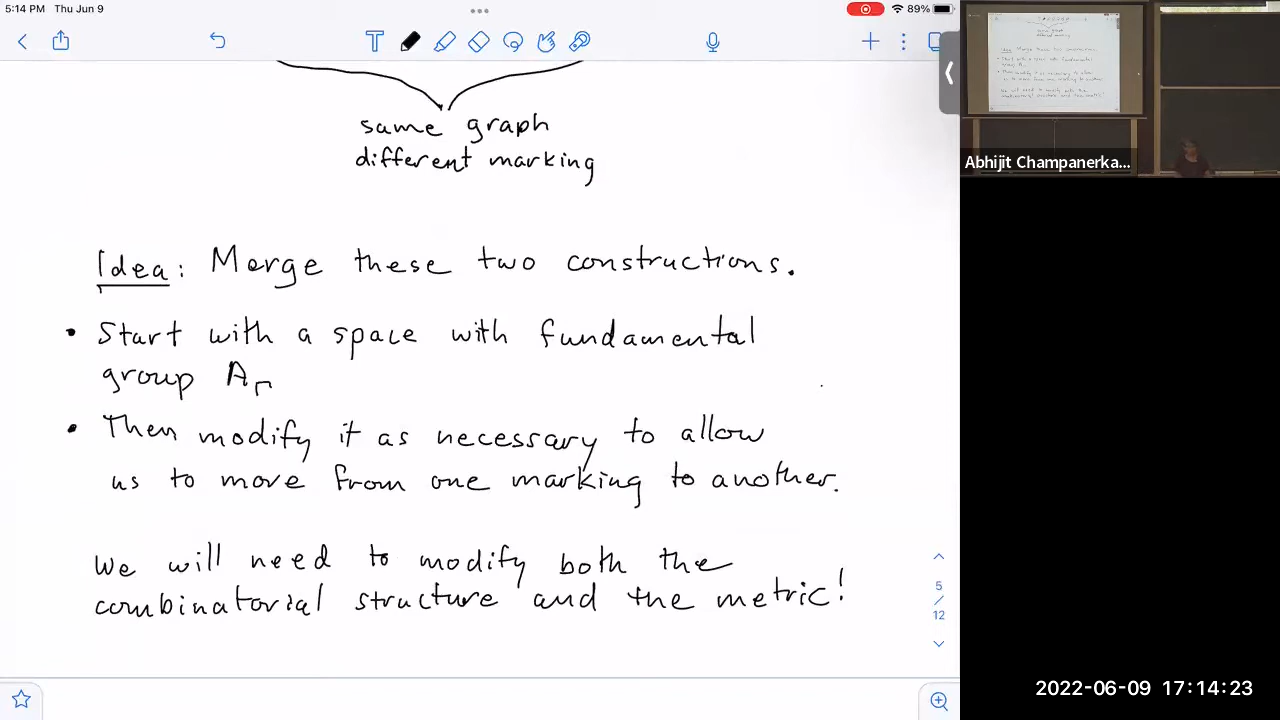 5:14 PM Thu Jun 9
89%
same graph
different marking
Idea: Merge these two constructions.
• Start with a space with fundamental
group A_Γ
• Then modify it as necessary to allow
us to move from one marking to another.
We will need to modify both the
combinatorial structure and the metric!
5
/
12
Abhijit Champanerka...
2022-06-09 17:14:23